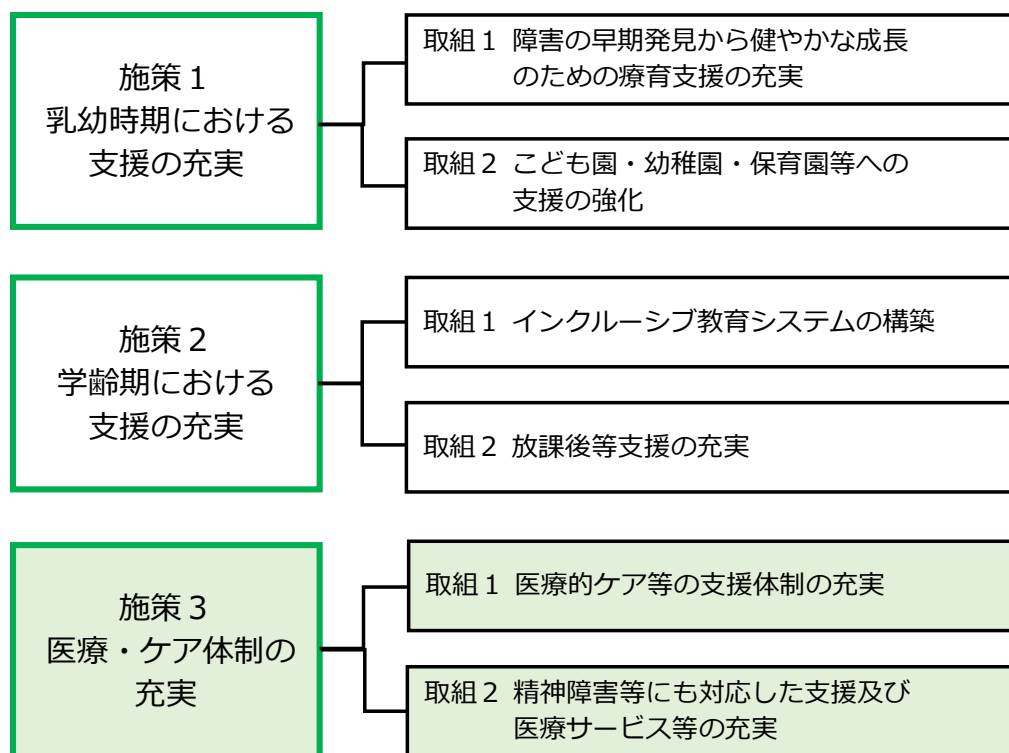 施策１
乳幼時期における
支援の充実
取組１ 障害の早期発見から健やかな成長
のための療育支援の充実
取組２ こども園・幼稚園・保育園等への
支援の強化
施策２
学齢期における
支援の充実
取組１ インクルーシブ教育システムの構築
取組２ 放課後等支援の充実
施策３
医療・ケア体制の
充実
取組１ 医療的ケア等の支援体制の充実
取組２ 精神障害等にも対応した支援及び
医療サービス等の充実